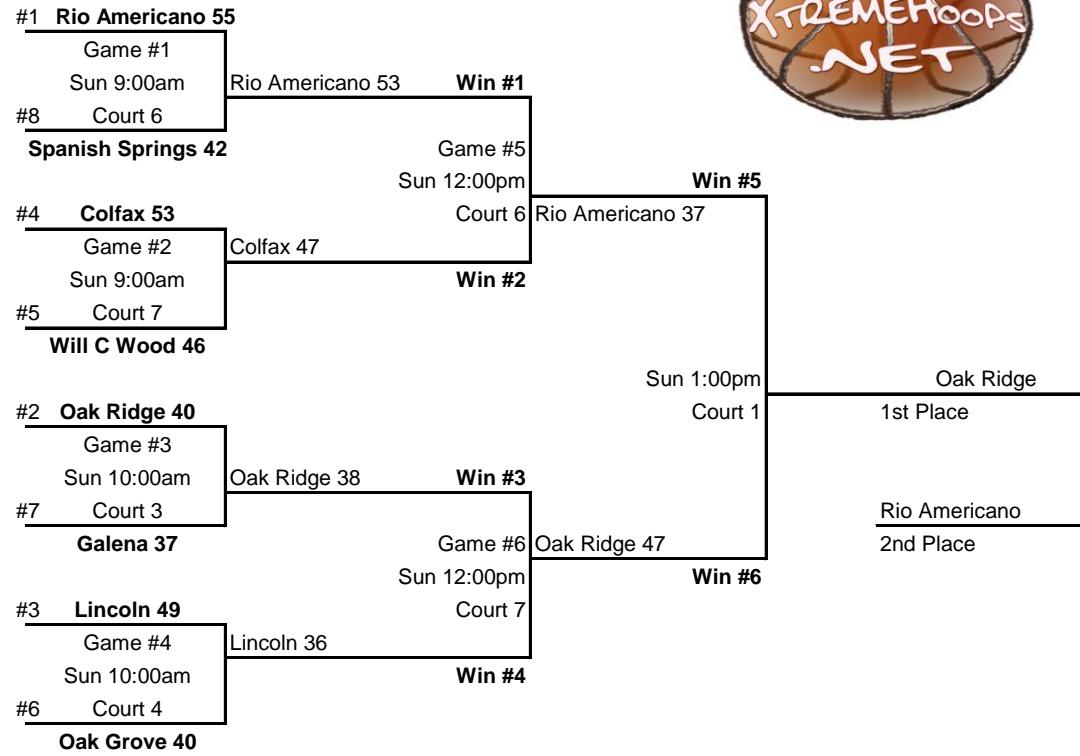 #1 Rio Americano 55
Game #1
Sun 9:00am
#8 Court 6
Spanish Springs 42
Rio Americano 53 Win #1
Game #5
Sun 12:00pm
Court 6
#4 Colfax 53
Game #2
Sun 9:00am
#5 Court 7
Will C Wood 46
Colfax 47
Win #2
Win #5
Rio Americano 37
Sun 1:00pm
Court 1
#2 Oak Ridge 40
Game #3
Sun 10:00am
#7 Court 3
Galena 37
Oak Ridge 38 Win #3
Game #6
Sun 12:00pm
Court 7
#3 Lincoln 49
Game #4
Sun 10:00am
#6 Court 4
Oak Grove 40
Lincoln 36
Win #4
Oak Ridge 47
Win #6
Oak Ridge
1st Place
Rio Americano
2nd Place
XTREMEHOOPS
.NET